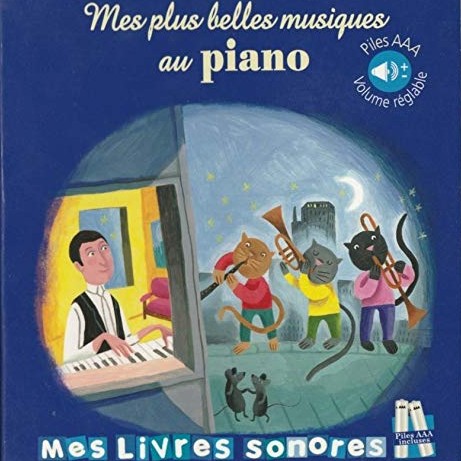 Mes plus belles musiques
au piano
Piles AAA
Volume réglable
Mes Livres sonores
Piles AAA
incluses